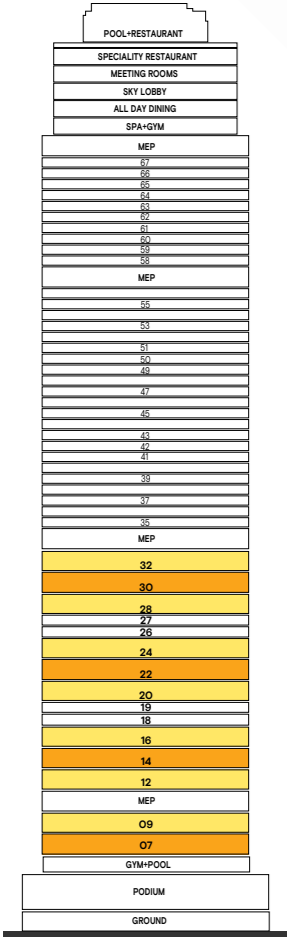 POOL+RESTAURANT
SPECIALITY RESTAURANT
MEETING ROOMS
SKY LOBBY
ALL DAY DINING
SPA+GYM
MEP
67
66
65
64
63
62
61
60
59
58
MEP
55
53
51
50
49
47
45
43
42
41
39
37
35
MEP
32
30
28
27
26
24
22
20
19
18
16
14
12
MEP
09
07
GYM+POOL
PODIUM
GROUND